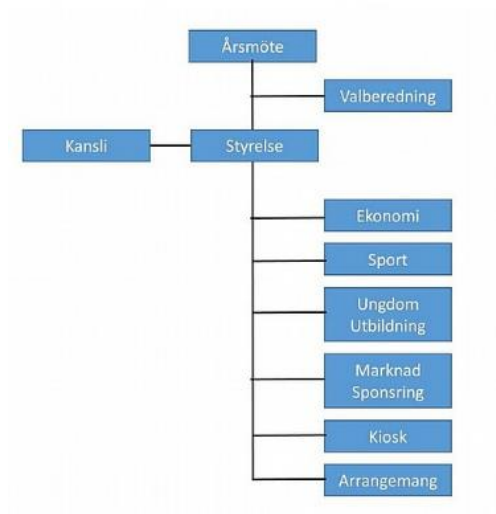 Årsmöte
Valberedning
Kansli
Styrelse
Ekonomi
Sport
Ungdom
Utbildning
Marknad
Sponsring
Kiosk
Arrangemang